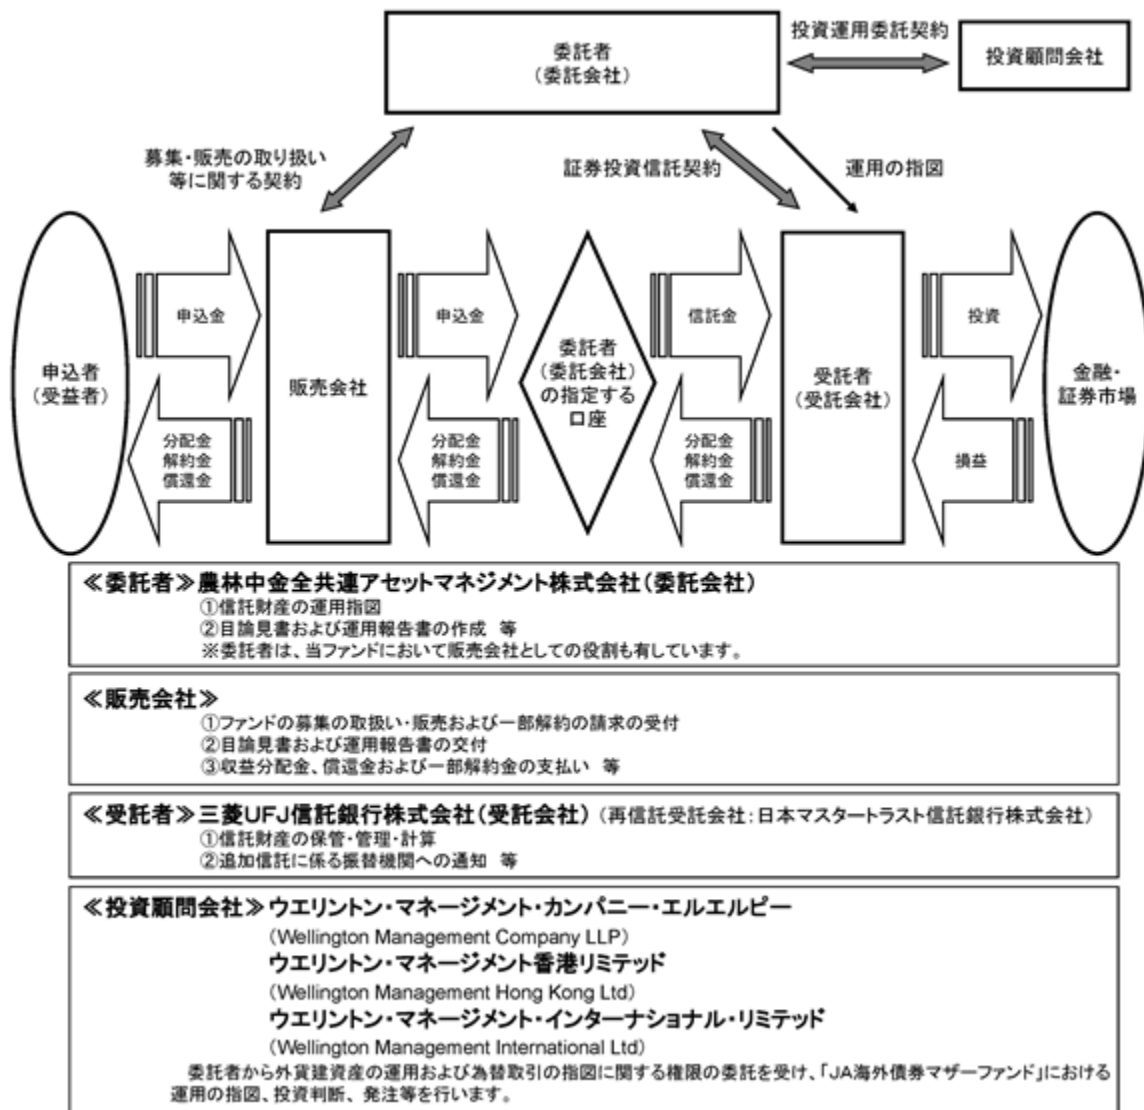 委託者
（委託会社）
投資運用委託契約
投資顧問会社
募集・販売の取り扱い
等に関する契約
証券投資信託契約
運用の指図
申込者
（受益者）
申込金
分配金
解約金
償還金
販売会社
申込金
分配金
解約金
償還金
委託者
（委託会社）
の指定する
口座
信託金
分配金
解約金
償還金
受託者
（受託会社）
投資
損益
金融・
証券市場
≪委託者≫農林中金全共連アセットマネジメント株式会社（委託会社）
①信託財産の運用指図
②目論見書および運用報告書の作成　等
※委託者は、当ファンドにおいて販売会社としての役割も有しています。
≪販売会社≫
①ファンドの募集の取扱い・販売および一部解約の請求の受付
②目論見書および運用報告書の交付
③収益分配金、償還金および一部解約金の支払い　等
≪受託者≫三菱UFJ信託銀行株式会社（受託会社）（再信託受託会社：日本マスタートラスト信託銀行株式会社）
①信託財産の保管・管理・計算
②追加信託に係る振替機関への通知　等
≪投資顧問会社≫ウエリントン・マネージメント・カンパニー・エルエルピー
（Wellington Management Company LLP）
ウエリントン・マネージメント香港リミテッド
（Wellington Management Hong Kong Ltd）
ウエリントン・マネージメント・インターナショナル・リミテッド
（Wellington Management International Ltd）
委託者から外貨建資産の運用および為替取引の指図に関する権限の委託を受け、「JA海外債券マザーファンド」における
運用の指図、投資判断、発注等を行います。